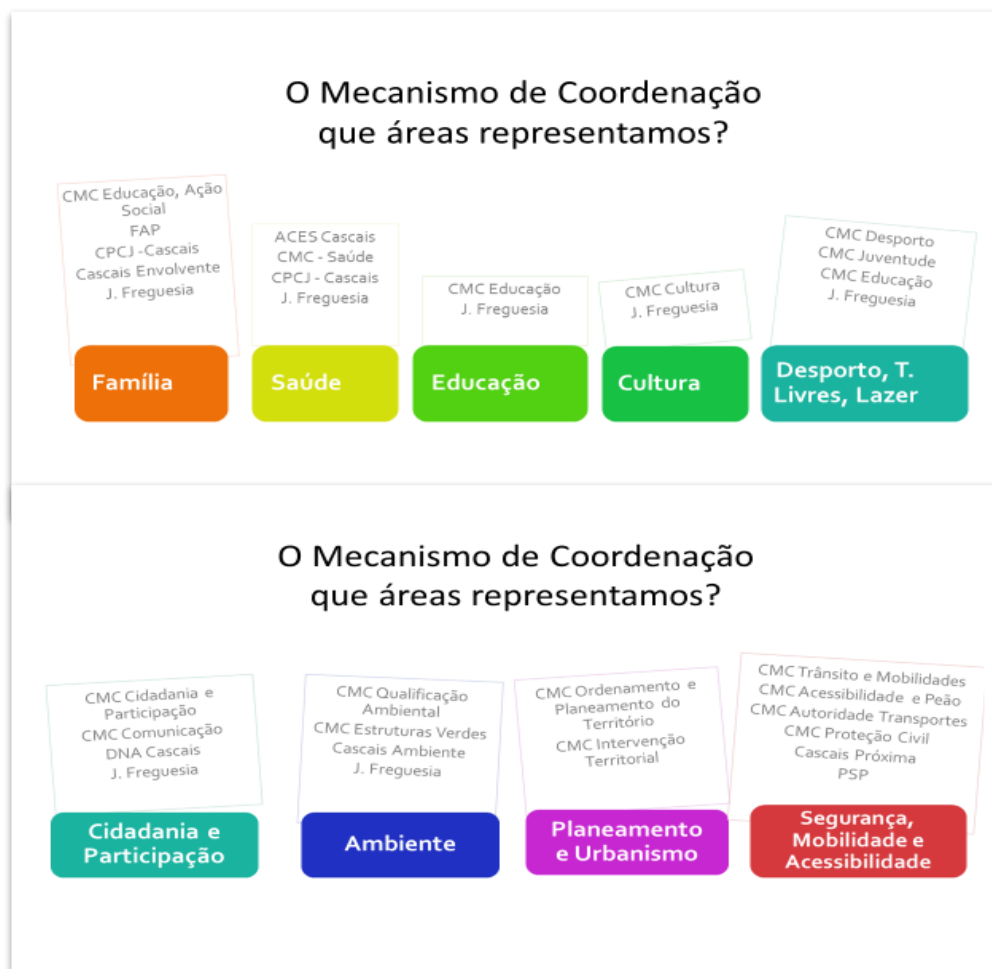 O Mecanismo de Coordenação
que áreas representamos?
CMC Educação, Ação
Social
FAP
CPCJ -Cascais
Cascais Envolvente
J. Freguesia
Família
ACES Cascais
CMC - Saúde
CPCJ - Cascais
J. Freguesia
Saúde
CMC Educação
J. Freguesia
Educação
CMC Cultura
J. Freguesia
Cultura
CMC Desporto
CMC Juventude
CMC Educação
J. Freguesia
Desporto, T.
Livres, Lazer
O Mecanismo de Coordenação
que áreas representamos?
CMC Cidadania e
Participação
CMC Comunicação
DNA Cascais
J. Freguesia
Cidadania e
Participação
CMC Qualificação
Ambiental
CMC Estruturas Verdes
Cascais Ambiente
J. Freguesia
Ambiente
CMC Ordenamento e
Planeamento do
Território
CMC Intervenção
Territorial
Planeamento
e Urbanismo
CMC Trânsito e Mobilidades
CMC Acessibilidade e Peão
CMC Autoridade Transportes
CMC Proteção Civil
Cascais Próxima
PSP
Segurança,
Mobilidade e
Acessibilidade